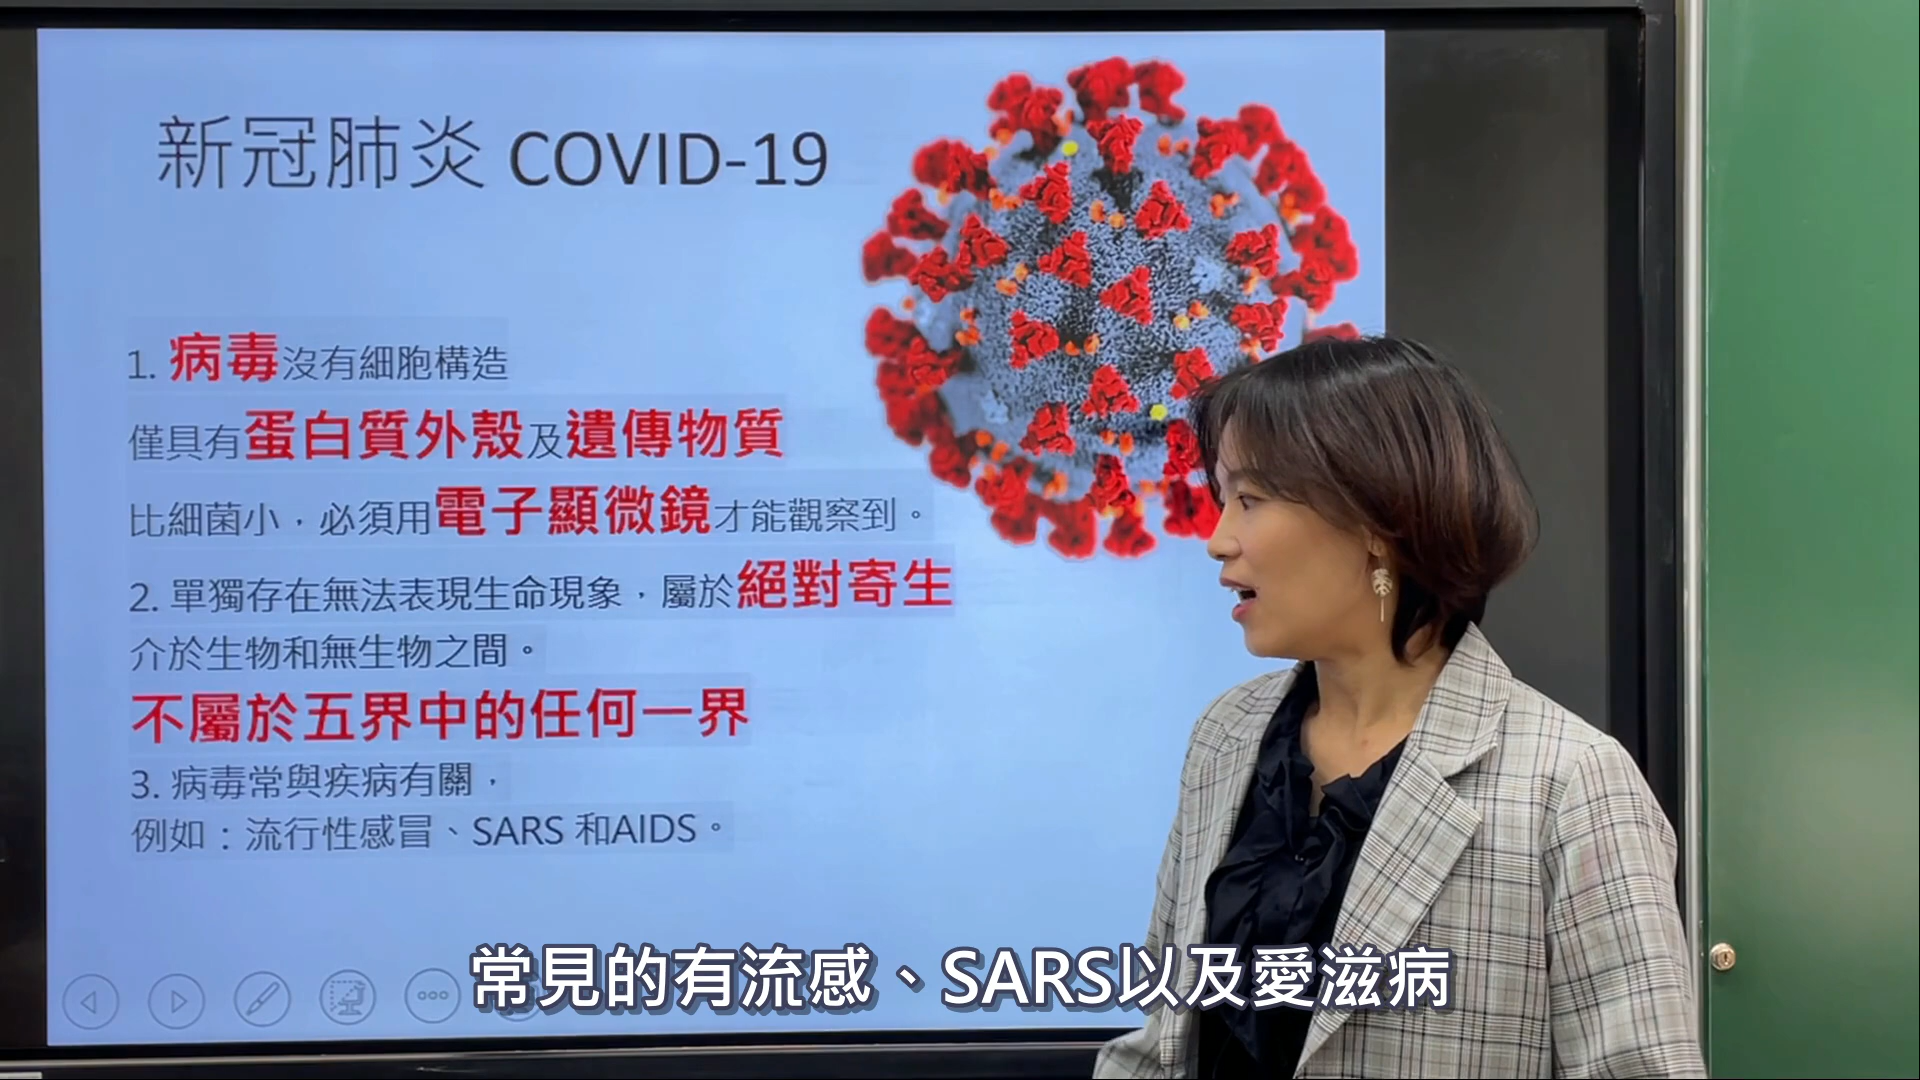 新冠肺炎 COVID-19
1. 病毒沒有細胞構造
僅具有蛋白質外殼及遺傳物質
比細菌小，必須用電子顯微鏡才能觀察到。
2. 單獨存在無法表現生命現象，屬於絕對寄生
介於生物和無生物之間。
不屬於五界中的任何一界
3. 病毒常與疾病有關，
例如：流行性感冒、SARS 和AIDS。
常見的有流感、SARS以及愛滋病